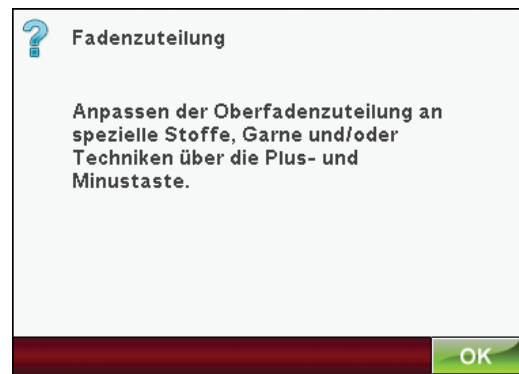 Fadenzuteilung
Anpassen der Oberfadenzuteilung an
spezielle Stoffe, Garne und/oder
Techniken über die Plus- und
Minustaste.
OK